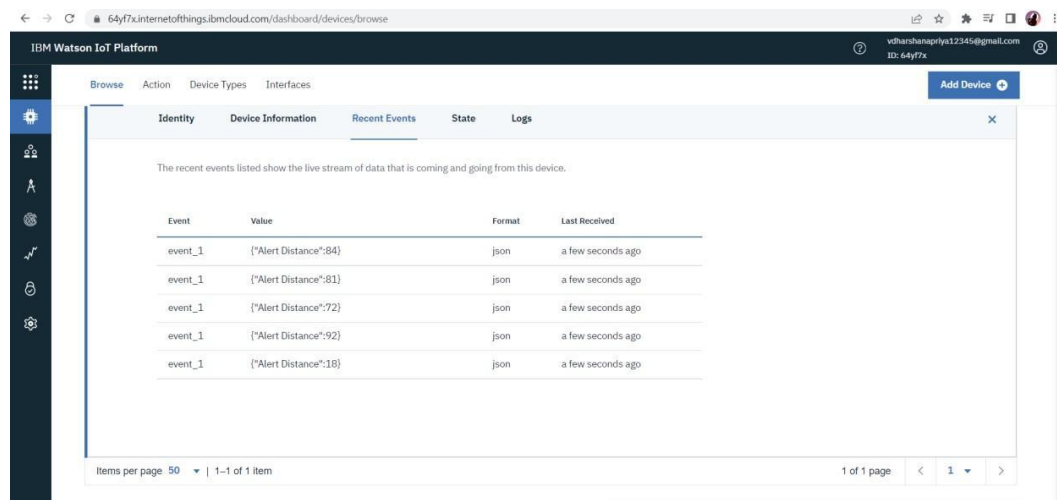 64yf7x.internetofthings.ibmcloud.com/dashboard/devices/browse
IBM Watson IoT Platform
vdharshanapriya12345@gmail.com
ID: 64yf7x
Browse Action Device Types Interfaces
Add Device
Identity Device Information Recent Events State Logs
The recent events listed show the live stream of data that is coming and going from this device.
Event Value Format Last Received
event_1 {"Alert Distance":84} json a few seconds ago
event_1 {"Alert Distance":81} json a few seconds ago
event_1 {"Alert Distance":72} json a few seconds ago
event_1 {"Alert Distance":92} json a few seconds ago
event_1 {"Alert Distance":18} json a few seconds ago
Items per page 50 | 1–1 of 1 item 1 of 1 page 1